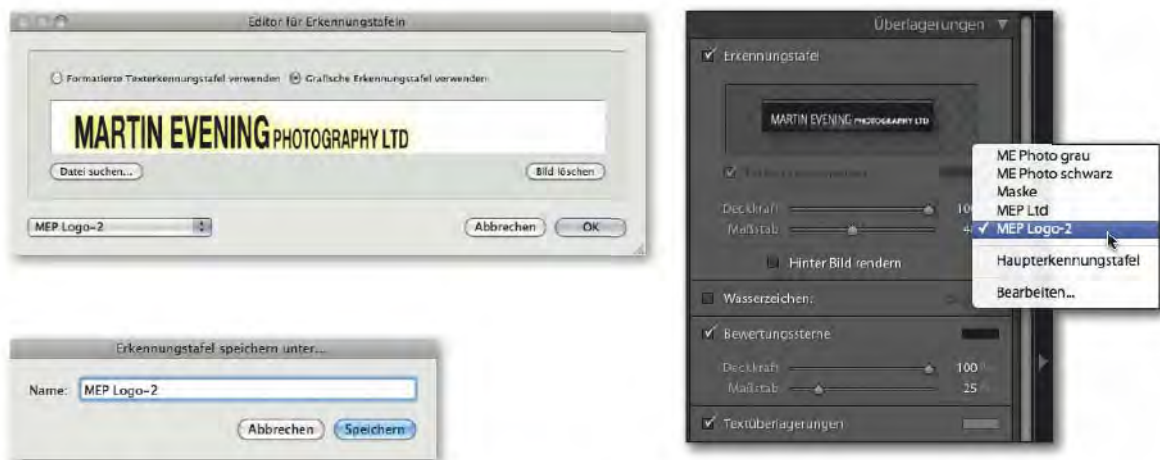 Editor für Erkennungstafeln
Formatierte Texterkennungstafel verwenden Grafische Erkennungstafel verwenden
MARTIN EVENING PHOTOGRAPHY LTD
Datei suchen... Bild löschen
MEP Logo-2 Abbrechen OK
Erkennungstafel speichern unter...
Name: MEP Logo-2
Abbrechen Speichern
Überlagerungen
Erkennungstafel
MARTIN EVENING PHOTOGRAPHY LTD
Deckkraft
Maßstab
Hinter Bild rendern
Wasserzeichen:
Bewertungssterne
Deckkraft 100
Maßstab 25
Textüberlagerungen
ME Photo grau
ME Photo schwarz
Maske
MEP Ltd
MEP Logo-2
Haupterkennungstafel
Bearbeiten...